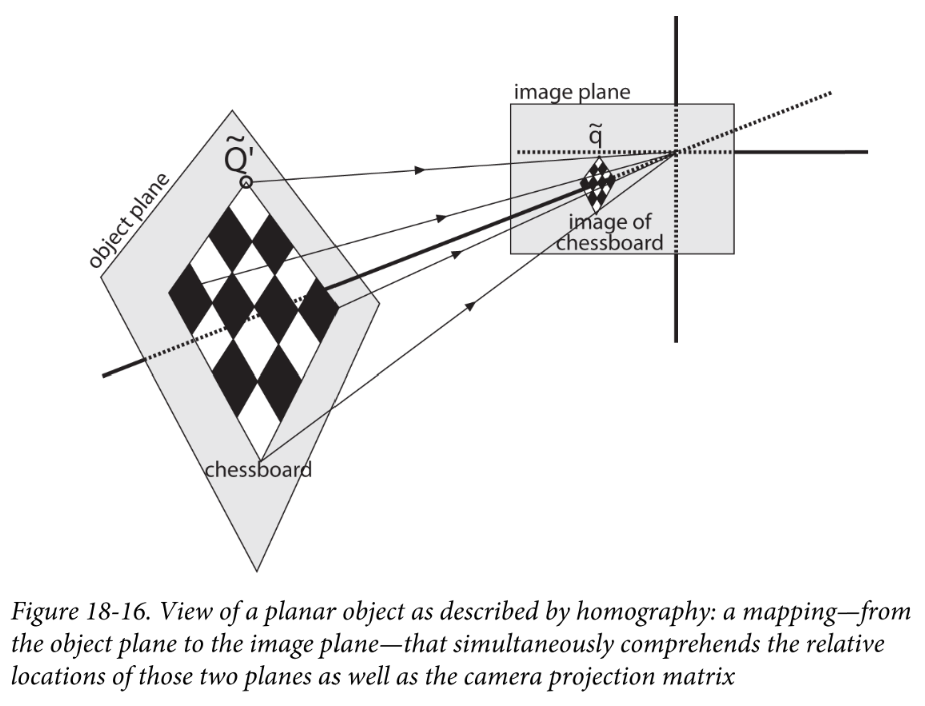 image plane
q̃
Q̃'
object plane
image of
chessboard
chessboard
Figure 18-16. View of a planar object as described by homography: a mapping—from
the object plane to the image plane—that simultaneously comprehends the relative
locations of those two planes as well as the camera projection matrix